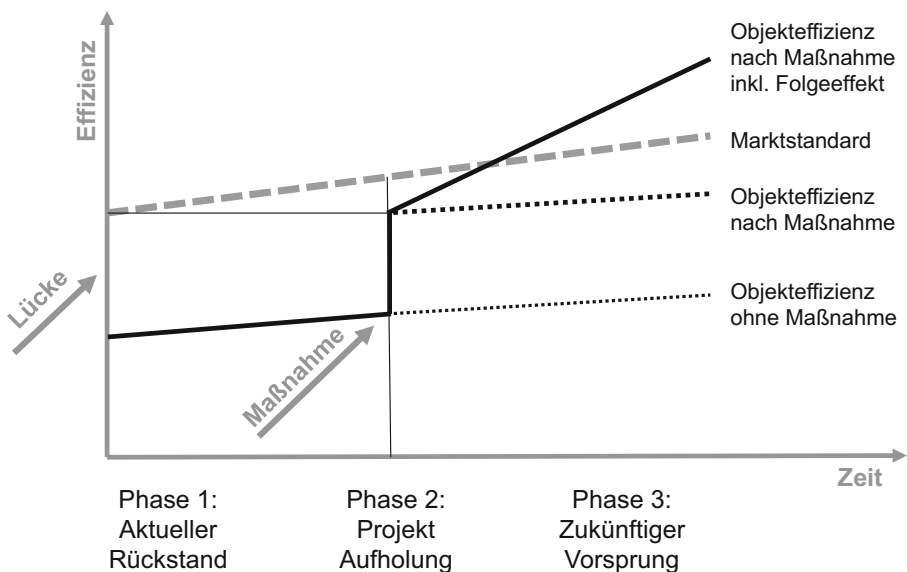 Effizienz
Objekteffizienz
nach Maßnahme
inkl. Folgeeffekt
Marktstandard
Objekteffizienz
nach Maßnahme
Lücke
Objekteffizienz
ohne Maßnahme
Maßnahme
Zeit
Phase 1:
Aktueller
Rückstand
Phase 2:
Projekt
Aufholung
Phase 3:
Zukünftiger
Vorsprung